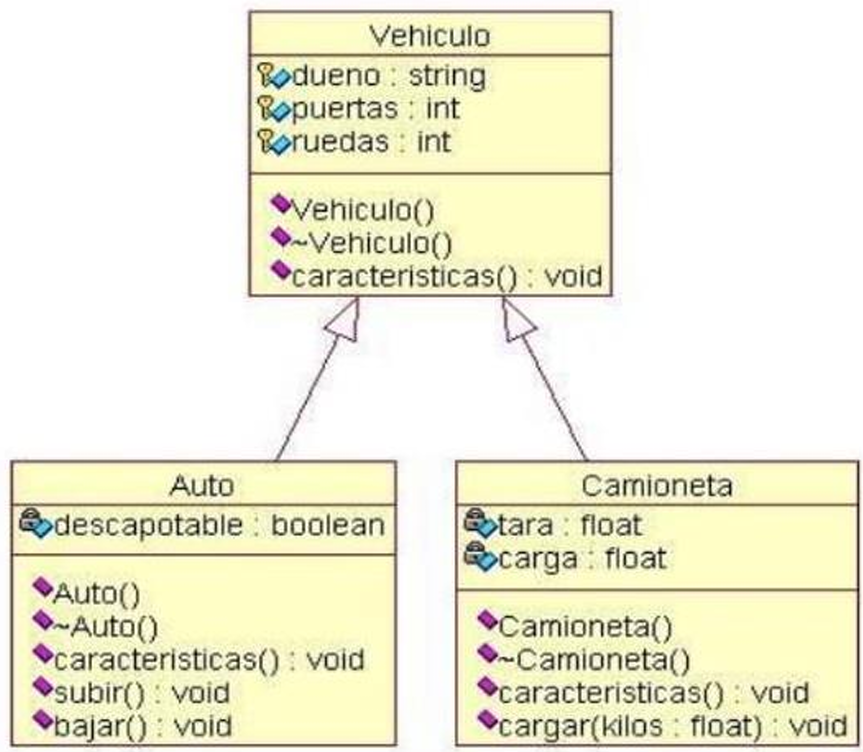 Vehiculo
dueno : string
puertas : int
ruedas : int
Vehiculo()
~Vehiculo()
caracteristicas() : void
Auto
descapotable : boolean
Auto()
~Auto()
caracteristicas() : void
subir() : void
bajar() : void
Camioneta
tara : float
carga : float
Camioneta()
~Camioneta()
caracteristicas() : void
cargar(kilos : float) : void